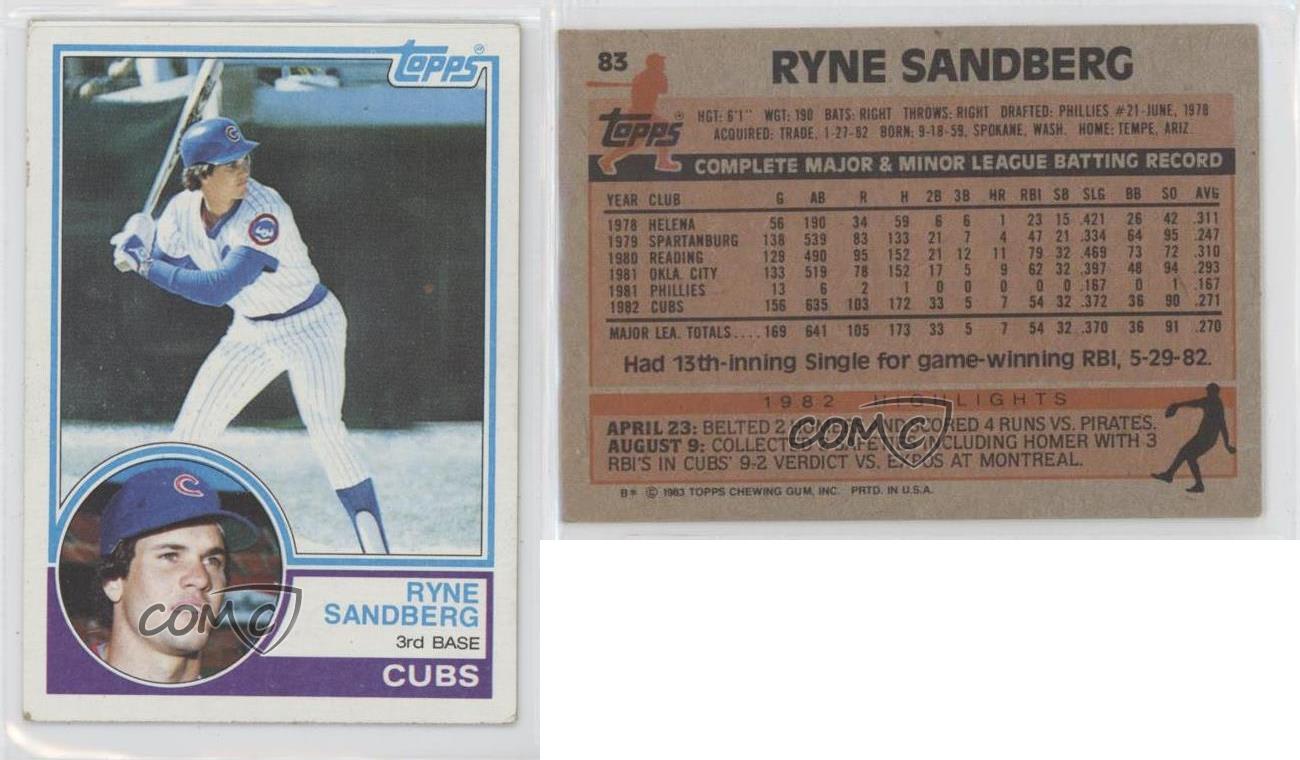 topps
C
C
RYNE
SANDBERG
3rd BASE
CUBS
COMC
83
RYNE SANDBERG
topps
HGT: 6'1" WGT: 190 BATS: RIGHT THROWS: RIGHT DRAFTED: PHILLIES #21-JUNE, 1978
ACQUIRED: TRADE, 1-27-82 BORN: 9-18-59, SPOKANE, WASH. HOME: TEMPE, ARIZ.
COMPLETE MAJOR & MINOR LEAGUE BATTING RECORD
YEAR CLUB G AB R H 2B 3B HR RBI SB SLG BB SO AVG
1978 HELENA 56 190 34 59 6 6 1 23 15 .421 26 42 .311
1979 SPARTANBURG 138 539 83 133 21 7 4 47 21 .334 64 95 .247
1980 READING 129 490 95 152 21 12 11 79 32 .469 73 72 .310
1981 OKLA. CITY 133 519 78 152 17 5 9 62 32 .397 48 94 .293
1981 PHILLIES 13 6 2 1 0 0 0 0 0 .167 0 1 .167
1982 CUBS 156 635 103 172 33 5 7 54 32 .372 36 90 .271
MAJOR LEA. TOTALS.... 169 641 105 173 33 5 7 54 32 .370 36 91 .270
Had 13th-inning Single for game-winning RBI, 5-29-82.
1982 HIGHLIGHTS
APRIL 23: BELTED 2 AND SCORED 4 RUNS VS. PIRATES.
AUGUST 9: COLLECTED INCLUDING HOMER WITH 3
RBI'S IN CUBS' 9-2 VERDICT VS. EXPOS AT MONTREAL.
COMC
B* © 1983 TOPPS CHEWING GUM, INC. PRTD. IN U.S.A.